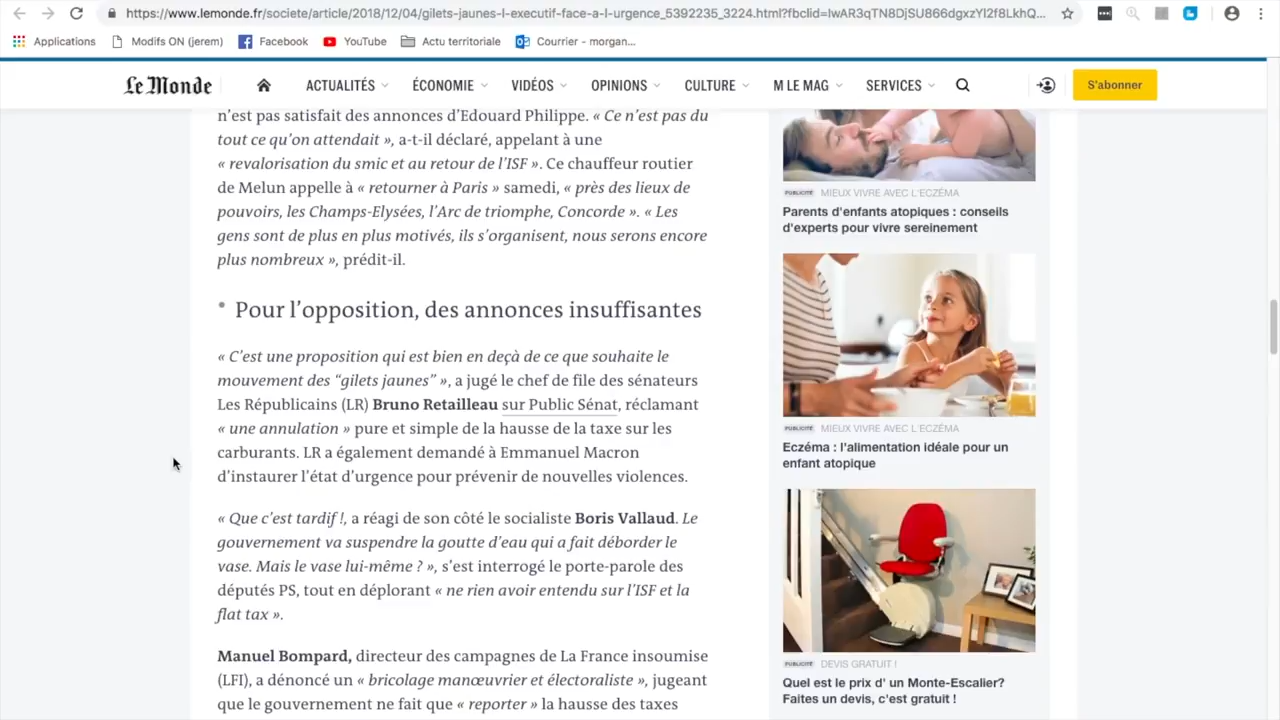 https://www.lemonde.fr/societe/article/2018/12/04/gilets-jaunes-l-executif-face-a-l-urgence_5392235_3224.html?fbclid=IwAR3qTN8DjSU866dgxzYl2f8LkhQ...
Applications Modifs ON (jerem) Facebook YouTube Actu territoriale Courrier - morgan...
Le Monde ACTUALITÉS ÉCONOMIE VIDÉOS OPINIONS CULTURE M LE MAG SERVICES S'abonner
n'est pas satisfait des annonces d'Edouard Philippe. « Ce n'est pas du
tout ce qu'on attendait », a-t-il déclaré, appelant à une
« revalorisation du smic et au retour de l'ISF ». Ce chauffeur routier
de Melun appelle à « retourner à Paris » samedi, « près des lieux de
pouvoirs, les Champs-Elysées, l'Arc de triomphe, Concorde ». « Les
gens sont de plus en plus motivés, ils s'organisent, nous serons encore
plus nombreux », prédit-il.
• Pour l'opposition, des annonces insuffisantes
« C'est une proposition qui est bien en deçà de ce que souhaite le
mouvement des “gilets jaunes” », a jugé le chef de file des sénateurs
Les Républicains (LR) Bruno Retailleau sur Public Sénat, réclamant
« une annulation » pure et simple de la hausse de la taxe sur les
carburants. LR a également demandé à Emmanuel Macron
d'instaurer l'état d'urgence pour prévenir de nouvelles violences.
« Que c'est tardif !, a réagi de son côté le socialiste Boris Vallaud. Le
gouvernement va suspendre la goutte d'eau qui a fait déborder le
vase. Mais le vase lui-même ? », s'est interrogé le porte-parole des
députés PS, tout en déplorant « ne rien avoir entendu sur l'ISF et la
flat tax ».
Manuel Bompard, directeur des campagnes de La France insoumise
(LFI), a dénoncé un « bricolage manœuvrier et électoraliste », jugeant
que le gouvernement ne fait que « reporter » la hausse des taxes
PUBLICITÉ MIEUX VIVRE AVEC L'ECZÉMA
Parents d'enfants atopiques : conseils
d'experts pour vivre sereinement
PUBLICITÉ MIEUX VIVRE AVEC L'ECZÉMA
Eczéma : l'alimentation idéale pour un
enfant atopique
PUBLICITÉ DEVIS GRATUIT !
Quel est le prix d' un Monte-Escalier?
Faites un devis, c'est gratuit !